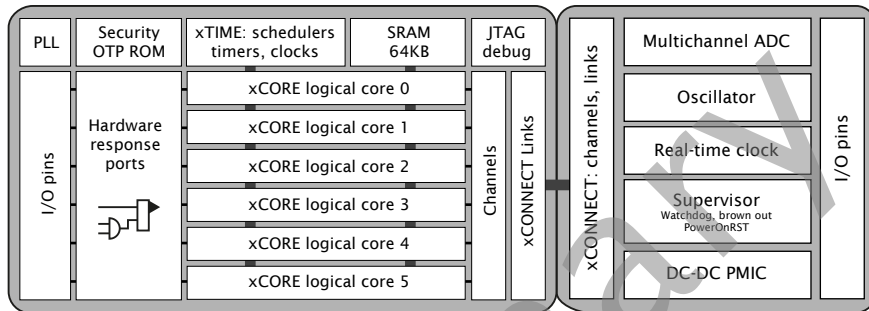 PLL
Security
OTP ROM
xTIME: schedulers
timers, clocks
SRAM
64KB
JTAG
debug
I/O pins
Hardware
response
ports
xCORE logical core 0
xCORE logical core 1
xCORE logical core 2
xCORE logical core 3
xCORE logical core 4
xCORE logical core 5
Channels
xCONNECT Links
xCONNECT: channels, links
Multichannel ADC
Oscillator
Real-time clock
Supervisor
Watchdog, brown out
PowerOnRST
DC-DC PMIC
I/O pins
ary